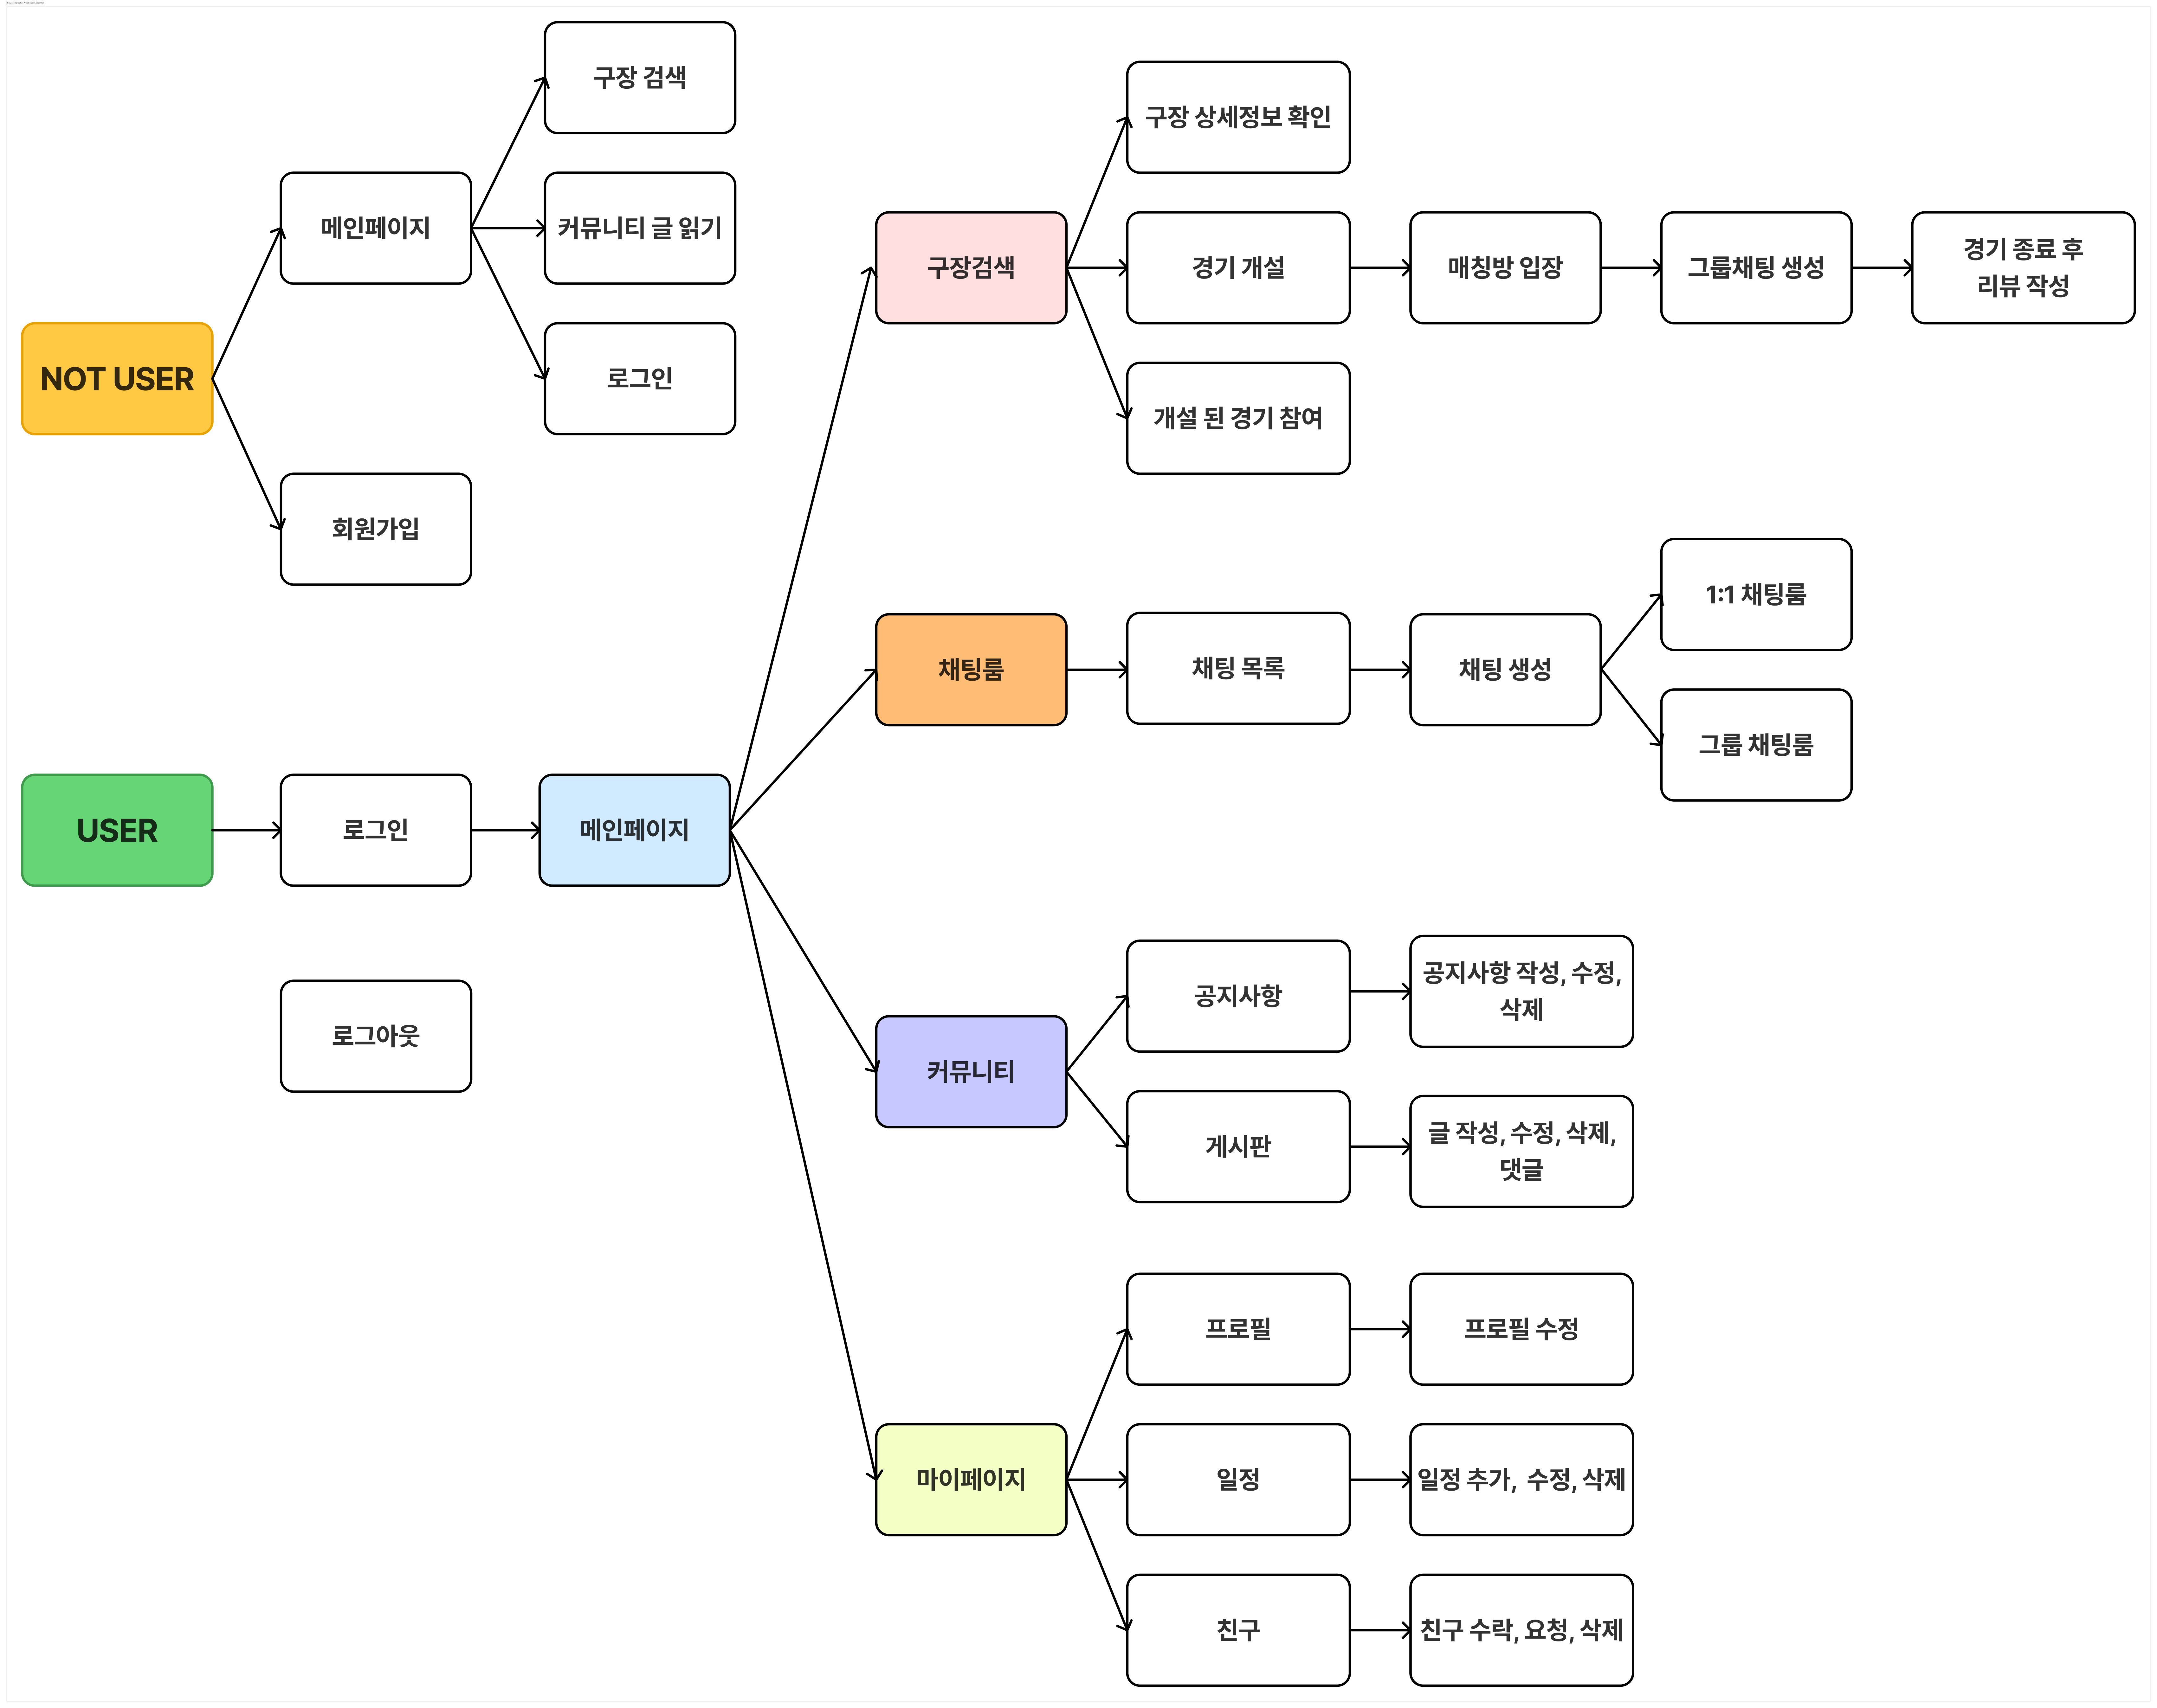 구장 검색
메인페이지
커뮤니티 글 읽기
NOT USER
로그인
회원가입
구장 상세정보 확인
구장검색
경기 개설
매칭방 입장
그룹채팅 생성
경기 종료 후
리뷰 작성
개설 된 경기 참여
채팅룸
채팅 목록
채팅 생성
1:1 채팅룸
그룹 채팅룸
USER
로그인
메인페이지
로그아웃
커뮤니티
공지사항
공지사항 작성, 수정,
삭제
게시판
글 작성, 수정, 삭제,
댓글
마이페이지
프로필
프로필 수정
일정
일정 추가, 수정, 삭제
친구
친구 수락, 요청, 삭제